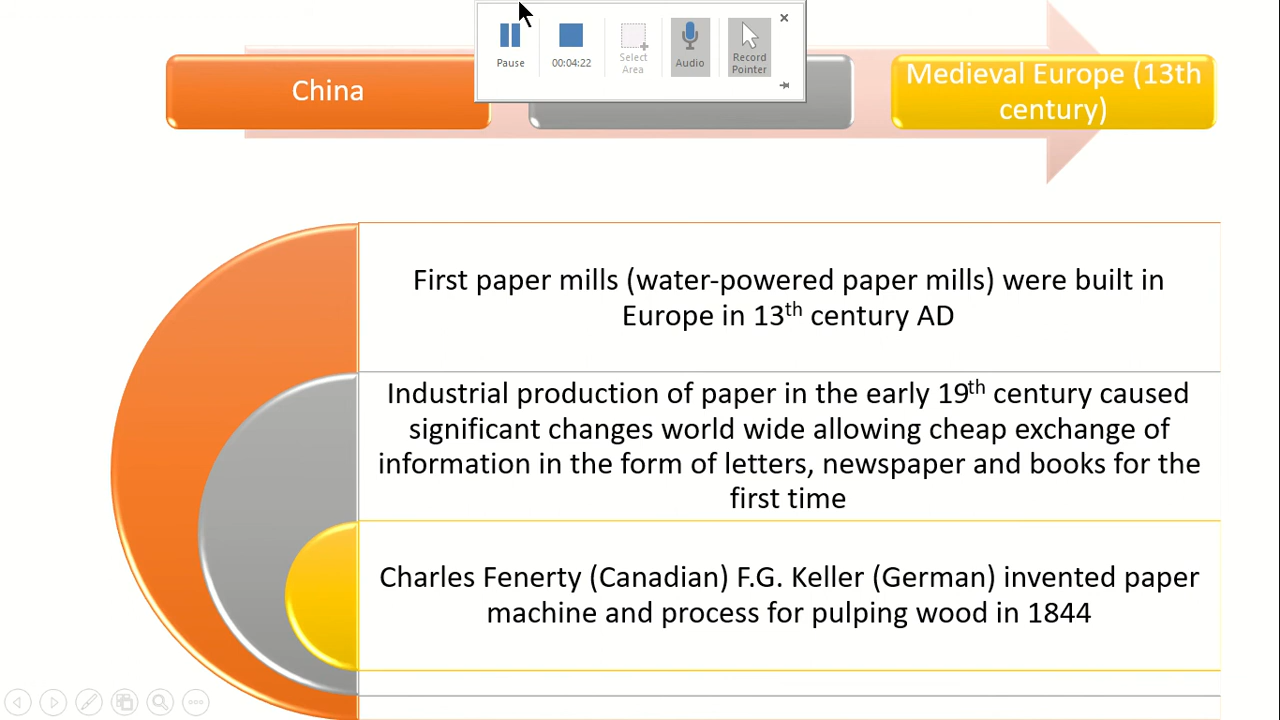 Pause
00:04:22
Select
Area
Audio
Record
Pointer
China
Medieval Europe (13th
century)
First paper mills (water-powered paper mills) were built in
Europe in 13th century AD
Industrial production of paper in the early 19th century caused
significant changes world wide allowing cheap exchange of
information in the form of letters, newspaper and books for the
first time
Charles Fenerty (Canadian) F.G. Keller (German) invented paper
machine and process for pulping wood in 1844